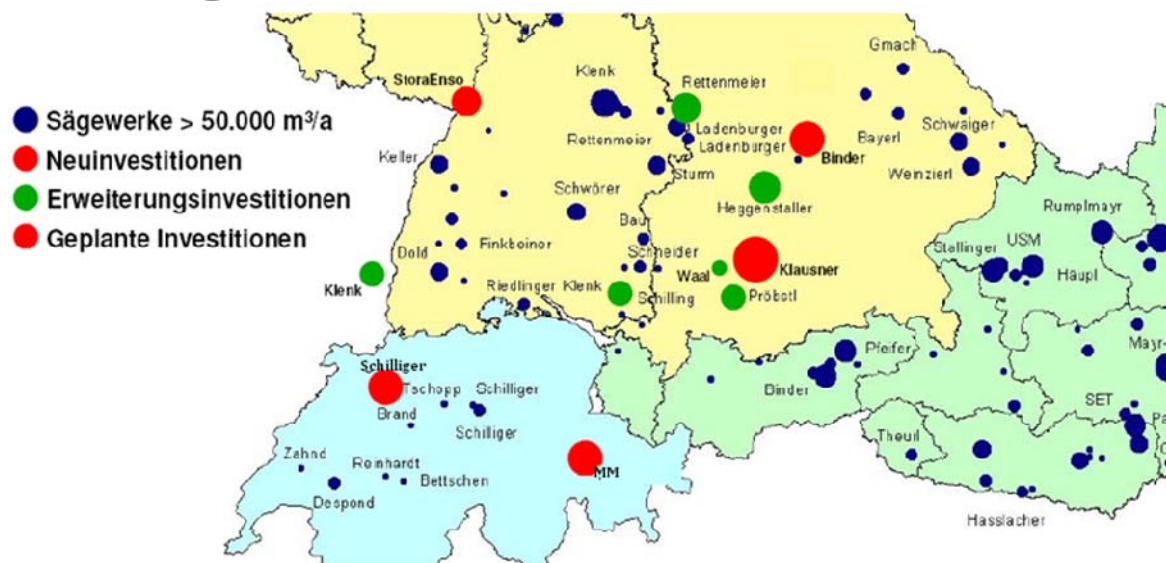 Sägewerke > 50.000 m³/a
Neuinvestitionen
Erweiterungsinvestitionen
Geplante Investitionen
Gmach
Klenk
Rettenmeier
StoraEnso
Ladenburger
Ladenburger
Rettenmeier
Bayerl
Schwaiger
Binder
Keller
Sturm
Weinzierl
Schwörer
Heggenstaller
Rumplmayr
Bau
Finkboinor
Dold
Schneider
Stallinger
USM
Waal
Klausner
Häupl
Klenk
Riedlinger
Klenk
Schilling
Pröbstl
Pfeifer
Mayr-
Schilliger
Binder
Tschopp
Schilliger
SET
Brand
Schilliger
Theurl
Zahnd
Reinhardt
MM
Bettschen
Despond
Hasslacher